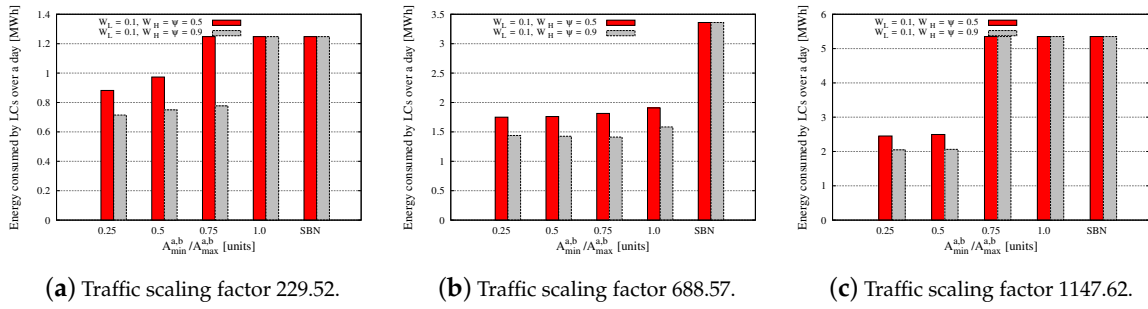 Energy consumed by LCs over a day [MWh]
1.4
1.2
1
0.8
0.6
0.4
0.2
0
W_L = 0.1, W_H = ψ = 0.5
W_L = 0.1, W_H = ψ = 0.9
0.25 0.5 0.75 1.0 SBN
A^{a,b}_{min}/A^{a,b}_{max} [units]
(a) Traffic scaling factor 229.52.
Energy consumed by LCs over a day [MWh]
3.5
3
2.5
2
1.5
1
0.5
0
W_L = 0.1, W_H = ψ = 0.5
W_L = 0.1, W_H = ψ = 0.9
0.25 0.5 0.75 1.0 SBN
A^{a,b}_{min}/A^{a,b}_{max} [units]
(b) Traffic scaling factor 688.57.
Energy consumed by LCs over a day [MWh]
6
5
4
3
2
1
0
W_L = 0.1, W_H = ψ = 0.5
W_L = 0.1, W_H = ψ = 0.9
0.25 0.5 0.75 1.0 SBN
A^{a,b}_{min}/A^{a,b}_{max} [units]
(c) Traffic scaling factor 1147.62.